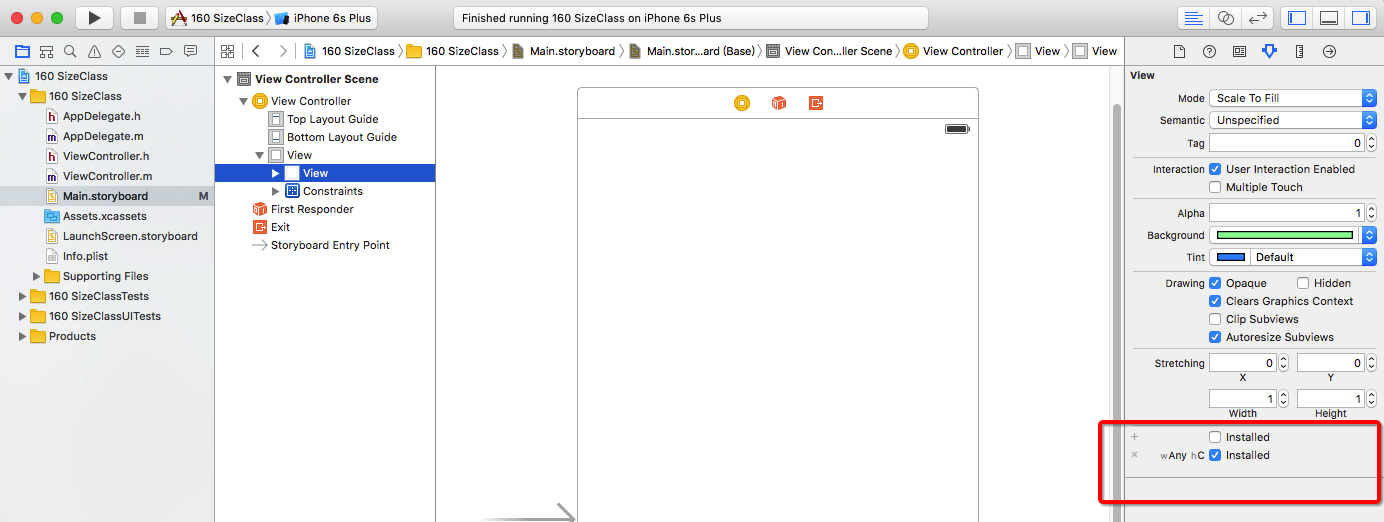 160 SizeClass iPhone 6s Plus
Finished running 160 SizeClass on iPhone 6s Plus
160 SizeClass 160 SizeClass Main.storyboard Main.stor...ard (Base) View Con...ller Scene View Controller View View
160 SizeClass
160 SizeClass
h AppDelegate.h
m AppDelegate.m
h ViewController.h
m ViewController.m
Main.storyboard M
Assets.xcassets
LaunchScreen.storyboard
Info.plist
Supporting Files
160 SizeClassTests
160 SizeClassUITests
Products
View Controller Scene
View Controller
Top Layout Guide
Bottom Layout Guide
View
View
Constraints
First Responder
Exit
Storyboard Entry Point
View
Mode Scale To Fill
Semantic Unspecified
Tag 0
Interaction User Interaction Enabled
Multiple Touch
Alpha 1
Background
Tint Default
Drawing Opaque Hidden
Clears Graphics Context
Clip Subviews
Autoresize Subviews
Stretching 0 0
X Y
1 1
Width Height
+ Installed
× wAny hC Installed